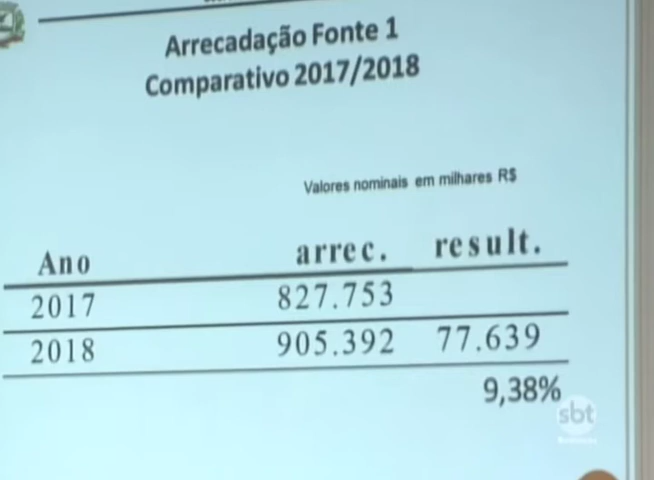 Arrecadação Fonte 1
Comparativo 2017/2018
Valores nominais em milhares R$
Ano arrec. result.
2017 827.753
2018 905.392 77.639
9,38%
sbt